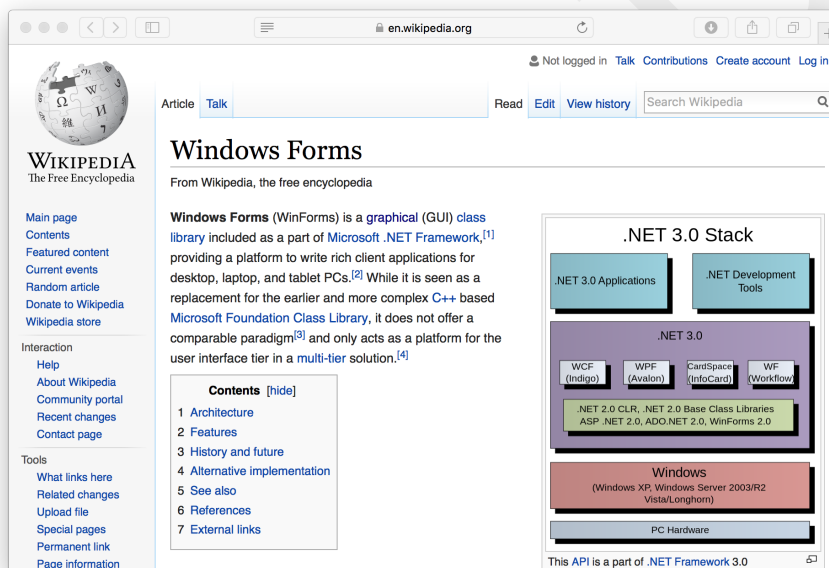 en.wikipedia.org
Not logged in Talk Contributions Create account Log in
Article Talk Read Edit View history Search Wikipedia
Ω W И 維
WIKIPEDIA
The Free Encyclopedia
Main page
Contents
Featured content
Current events
Random article
Donate to Wikipedia
Wikipedia store
Interaction
Help
About Wikipedia
Community portal
Recent changes
Contact page
Tools
What links here
Related changes
Upload file
Special pages
Permanent link
Page information
Windows Forms
From Wikipedia, the free encyclopedia
Windows Forms (WinForms) is a graphical (GUI) class
library included as a part of Microsoft .NET Framework,[1]
providing a platform to write rich client applications for
desktop, laptop, and tablet PCs.[2] While it is seen as a
replacement for the earlier and more complex C++ based
Microsoft Foundation Class Library, it does not offer a
comparable paradigm[3] and only acts as a platform for the
user interface tier in a multi-tier solution.[4]
Contents [hide]
1 Architecture
2 Features
3 History and future
4 Alternative implementation
5 See also
6 References
7 External links
.NET 3.0 Stack
.NET 3.0 Applications
.NET Development
Tools
.NET 3.0
WCF
(Indigo)
WPF
(Avalon)
CardSpace
(InfoCard)
WF
(Workflow)
.NET 2.0 CLR, .NET 2.0 Base Class Libraries
ASP .NET 2.0, ADO.NET 2.0, WinForms 2.0
Windows
(Windows XP, Windows Server 2003/R2
Vista/Longhorn)
PC Hardware
This API is a part of .NET Framework 3.0